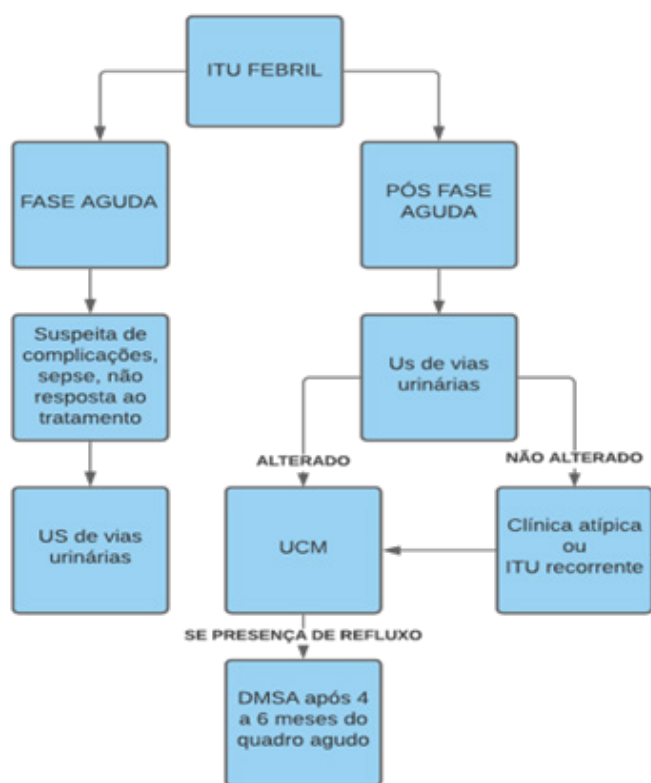 ITU FEBRIL
FASE AGUDA
PÓS FASE
AGUDA
Suspeita de
complicações,
sepse, não
resposta ao
tratamento
Us de vias
urinárias
ALTERADO
NÃO ALTERADO
US de vias
urinárias
UCM
Clínica atípica
ou
ITU recorrente
SE PRESENÇA DE REFLUXO
DMSA após 4
a 6 meses do
quadro agudo